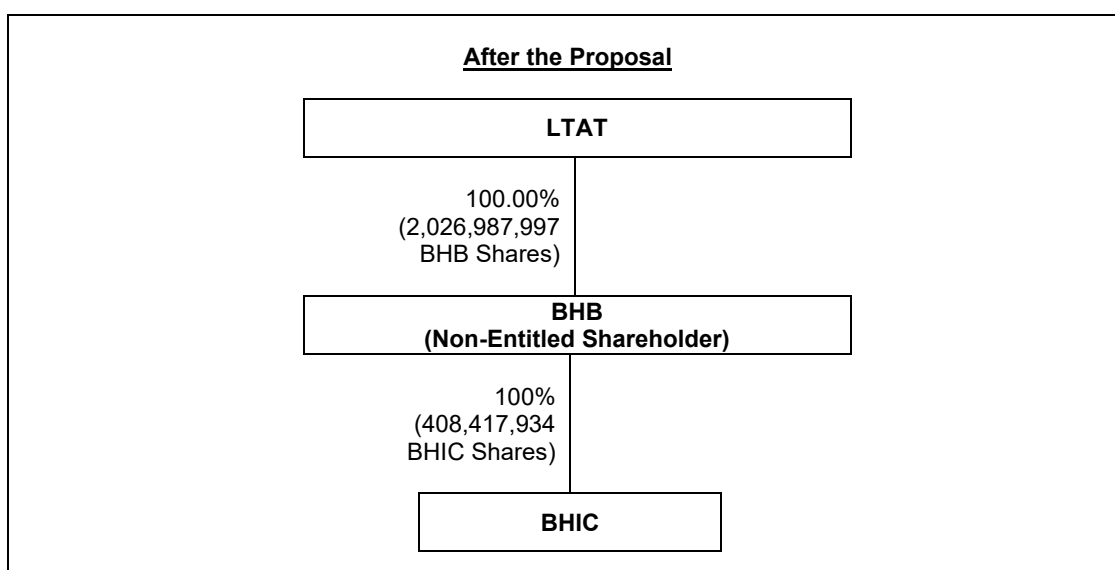 After the Proposal
LTAT
100.00%
(2,026,987,997
BHB Shares)
BHB
(Non-Entitled Shareholder)
100%
(408,417,934
BHIC Shares)
BHIC